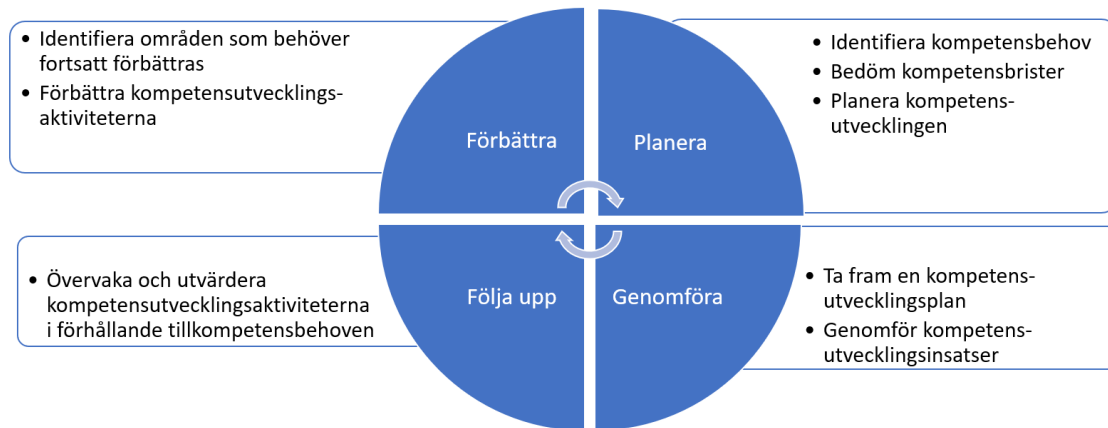 • Identifiera områden som behöver
fortsatt förbättras
• Förbättra kompetensutvecklings-
aktiviteterna
Förbättra
Planera
• Identifiera kompetensbehov
• Bedöm kompetensbrister
• Planera kompetens-
utvecklingen
• Övervaka och utvärdera
kompetensutvecklingsaktiviteterna
i förhållande tillkompetensbehoven
Följa upp
Genomföra
• Ta fram en kompetens-
utvecklingsplan
• Genomför kompetens-
utvecklingsinsatser